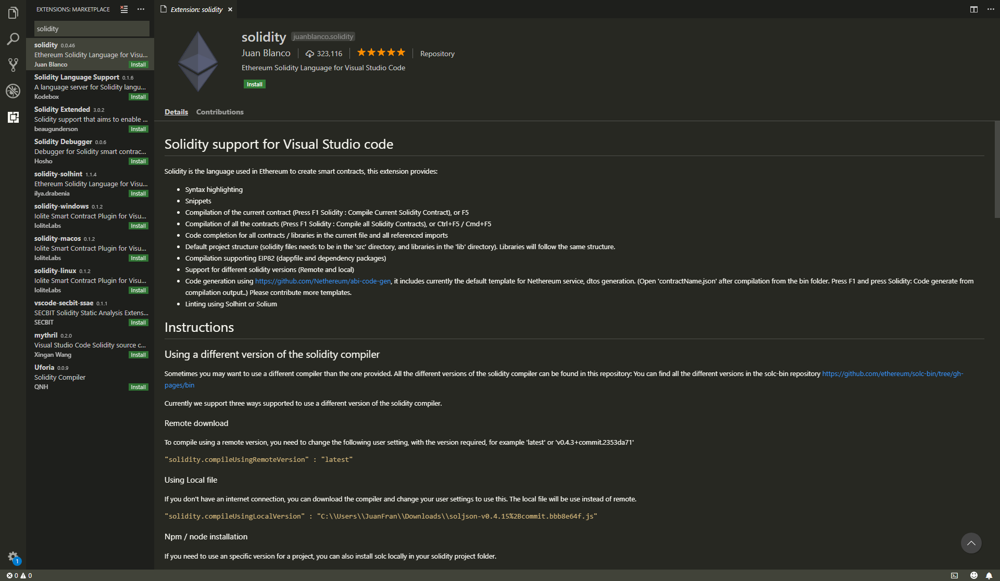 EXTENSIONS: MARKETPLACE
solidity
solidity 0.0.46
Ethereum Solidity Language for Visu...
Juan Blanco Install
Solidity Language Support 0.1.6
A language server for Solidity langu...
Kodebox Install
Solidity Extended 3.0.2
Solidity support that aims to enable ...
beaugunderson Install
Solidity Debugger 0.0.6
Debugger for Solidity smart contrac...
Hosho Install
solidity-solhint 1.1.4
Ethereum Solidity Language for Visu...
ilya.drabenia Install
solidity-windows 0.1.2
Iolite Smart Contract Plugin for Visu...
IoliteLabs Install
solidity-macos 0.1.2
Iolite Smart Contract Plugin for Visu...
IoliteLabs Install
solidity-linux 0.1.2
Iolite Smart Contract Plugin for Visu...
IoliteLabs Install
vscode-secbit-ssae 0.1.1
SECBIT Solidity Static Analysis Extens...
SECBIT Install
mythril 0.2.0
Visual Studio Code Solidity source c...
Xingan Wang Install
Uforia 0.0.9
Solidity Compiler
QNH Install
1
0 0
Extension: solidity
solidity juanblanco.solidity
Juan Blanco 323,116 Repository
Ethereum Solidity Language for Visual Studio Code
Install
Details Contributions
Solidity support for Visual Studio code
Solidity is the language used in Ethereum to create smart contracts, this extension provides:
• Syntax highlighting
• Snippets
• Compilation of the current contract (Press F1 Solidity : Compile Current Solidity Contract), or F5
• Compilation of all the contracts (Press F1 Solidity : Compile all Solidity Contracts), or Ctrl+F5 / Cmd+F5
• Code completion for all contracts / libraries in the current file and all referenced imports
• Default project structure (solidity files needs to be in the 'src' directory, and libraries in the 'lib' directory). Libraries will follow the same structure.
• Compilation supporting EIP82 (dappfile and dependency packages)
• Support for different solidity versions (Remote and local)
• Code generation using https://github.com/Nethereum/abi-code-gen, it includes currently the default template for Nethereum service, dtos generation. (Open 'contractName.json' after compilation from the bin folder. Press F1 and press Solidity: Code generate from
compilation output..) Please contribute more templates.
• Linting using Solhint or Solium
Instructions
Using a different version of the solidity compiler
Sometimes you may want to use a different compiler than the one provided. All the different versions of the solidity compiler can be found in this repository: You can find all the different versions in the solc-bin repository https://github.com/ethereum/solc-bin/tree/gh-
pages/bin
Currently we support three ways supported to use a different version of the solidity compiler.
Remote download
To compile using a remote version, you need to change the following user setting, with the version required, for example 'latest' or 'v0.4.3+commit.2353da71'
"solidity.compileUsingRemoteVersion" : "latest"
Using Local file
If you don't have an internet connection, you can download the compiler and change your user settings to use this. The local file will be use instead of remote.
"solidity.compileUsingLocalVersion" : "C:\\Users\\JuanFran\\Downloads\\soljson-v0.4.15%2Bcommit.bbb8e64f.js"
Npm / node installation
If you need to use an specific version for a project, you can also install solc locally in your solidity project folder.